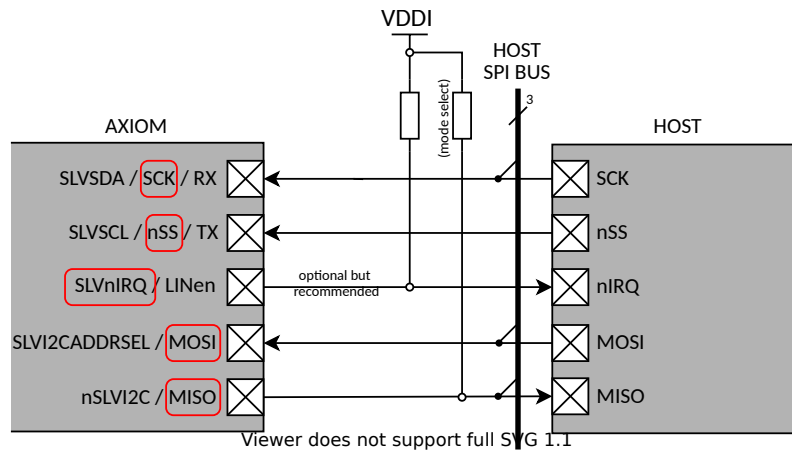 VDDI
HOST
SPI BUS
3
(mode select)
AXIOM
HOST
SLVSDA / SCK / RX
SCK
SLVSCL / nSS / TX
nSS
SLVnIRQ / LINen
optional but
recommended
nIRQ
SLVI2CADDRSEL / MOSI
MOSI
nSLVI2C / MISO
MISO
Viewer does not support full SVG 1.1